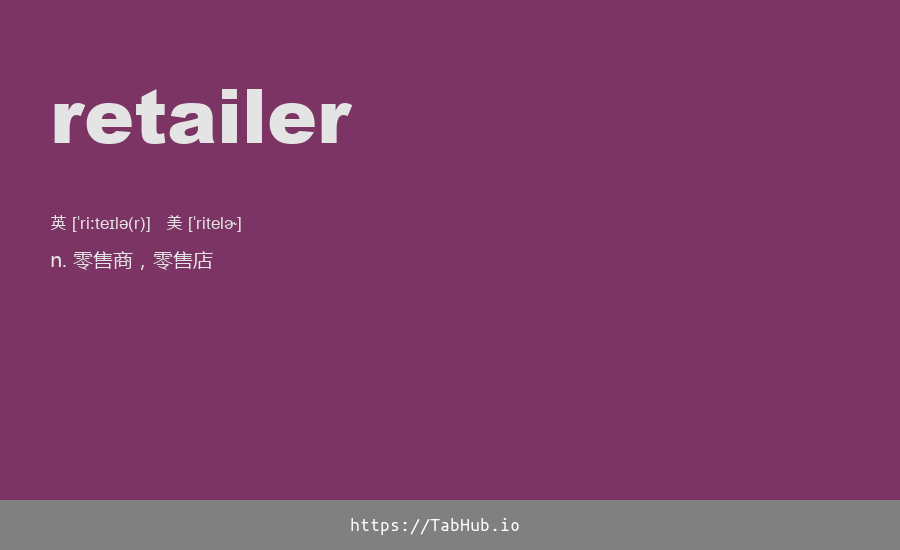 retailer
英 [ˈriːteɪlə(r)] 美 [ˈritelɚ]
n. 零售商，零售店
https://TabHub.io